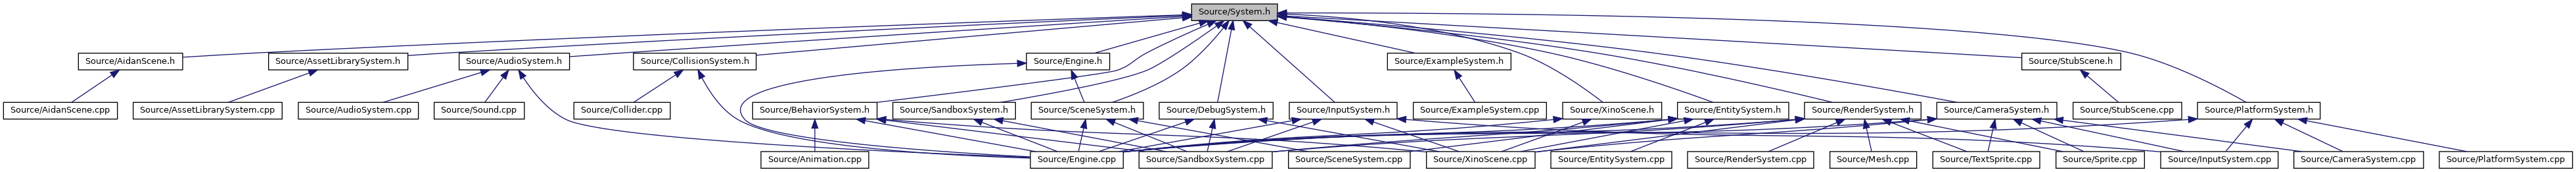 Source/System.h
Source/AidanScene.h
Source/AssetLibrarySystem.h
Source/AudioSystem.h
Source/CollisionSystem.h
Source/Engine.h
Source/ExampleSystem.h
Source/StubScene.h
Source/AidanScene.cpp
Source/AssetLibrarySystem.cpp
Source/AudioSystem.cpp
Source/Sound.cpp
Source/Collider.cpp
Source/BehaviorSystem.h
Source/SandboxSystem.h
Source/SceneSystem.h
Source/DebugSystem.h
Source/InputSystem.h
Source/ExampleSystem.cpp
Source/XinoScene.h
Source/EntitySystem.h
Source/RenderSystem.h
Source/CameraSystem.h
Source/StubScene.cpp
Source/PlatformSystem.h
Source/Animation.cpp
Source/Engine.cpp
Source/SandboxSystem.cpp
Source/SceneSystem.cpp
Source/XinoScene.cpp
Source/EntitySystem.cpp
Source/RenderSystem.cpp
Source/Mesh.cpp
Source/TextSprite.cpp
Source/Sprite.cpp
Source/InputSystem.cpp
Source/CameraSystem.cpp
Source/PlatformSystem.cpp